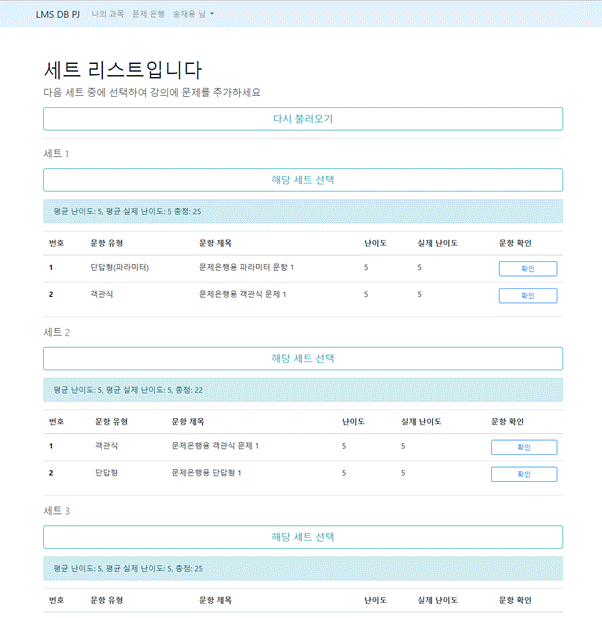 LMS DB PJ 나의 과목 문제 은행 송재용 님
세트 리스트입니다
다음 세트 중에 선택하여 강의에 문제를 추가하세요
다시 불러오기
세트 1
해당 세트 선택
평균 난이도: 5, 평균 실제 난이도: 5 총점: 25
번호 문항 유형 문항 제목 난이도 실제 난이도 문항 확인
1 단답형(파라미터) 문제은행용 파라미터 문항 1 5 5 확인
2 객관식 문제은행용 객관식 문제 1 5 5 확인
세트 2
해당 세트 선택
평균 난이도: 5, 평균 실제 난이도: 5, 총점: 22
번호 문항 유형 문항 제목 난이도 실제 난이도 문항 확인
1 객관식 문제은행용 객관식 문제 1 5 5 확인
2 단답형 문제은행용 단답형 1 5 5 확인
세트 3
해당 세트 선택
평균 난이도: 5, 평균 실제 난이도: 5, 총점: 25
번호 문항 유형 문항 제목 난이도 실제 난이도 문항 확인